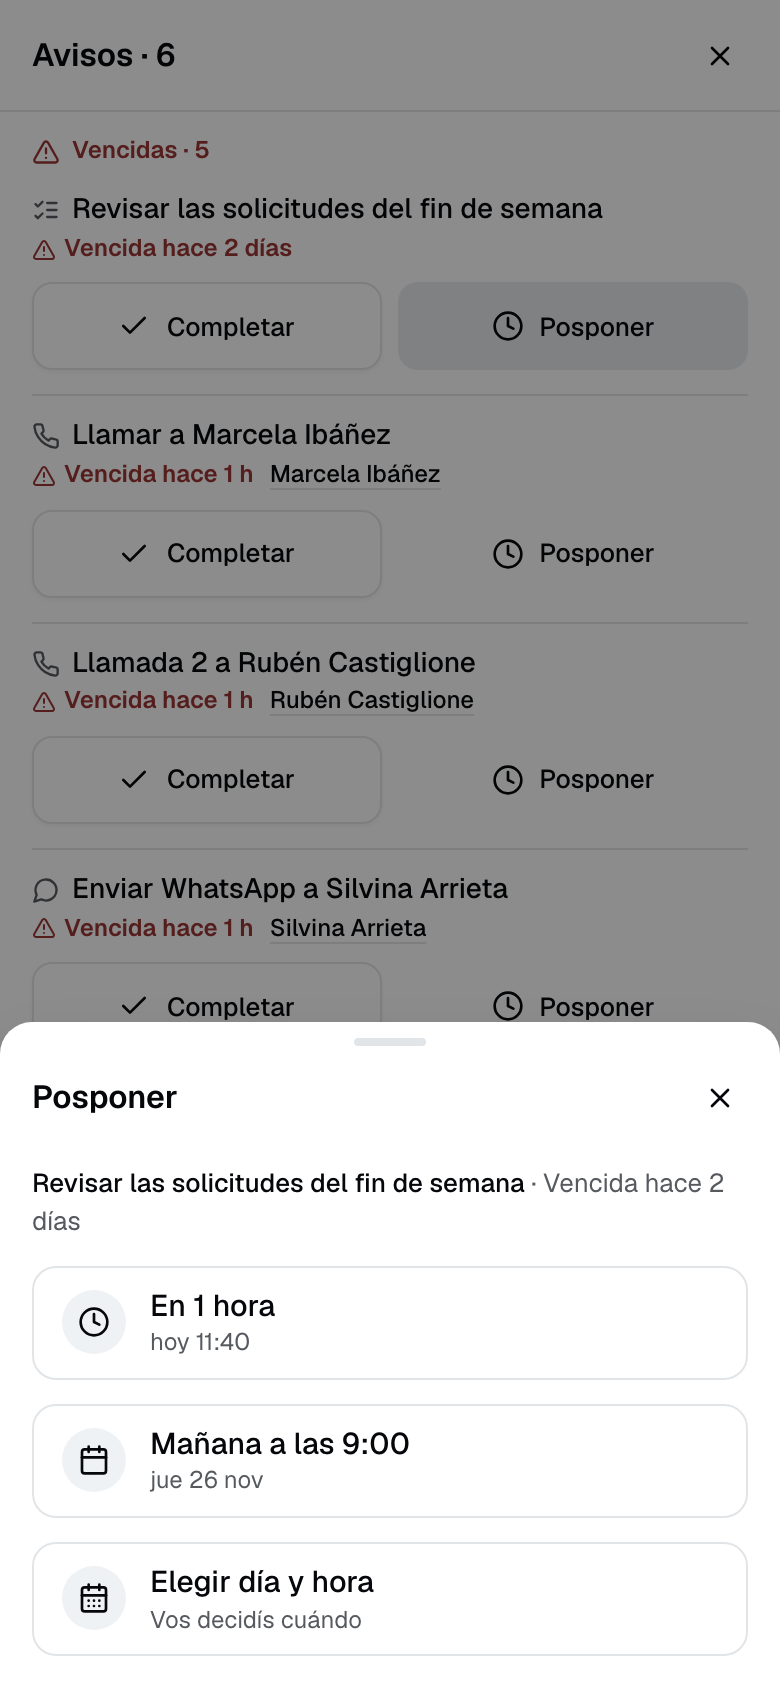 Avisos · 6
Vencidas · 5
Revisar las solicitudes del fin de semana
Vencida hace 2 días
Completar
Posponer
Llamar a Marcela Ibáñez
Vencida hace 1 h Marcela Ibáñez
Completar
Posponer
Llamada 2 a Rubén Castiglione
Vencida hace 1 h Rubén Castiglione
Completar
Posponer
Enviar WhatsApp a Silvina Arrieta
Vencida hace 1 h Silvina Arrieta
Completar
Posponer
Posponer
Revisar las solicitudes del fin de semana · Vencida hace 2
días
En 1 hora
hoy 11:40
Mañana a las 9:00
jue 26 nov
Elegir día y hora
Vos decidís cuándo